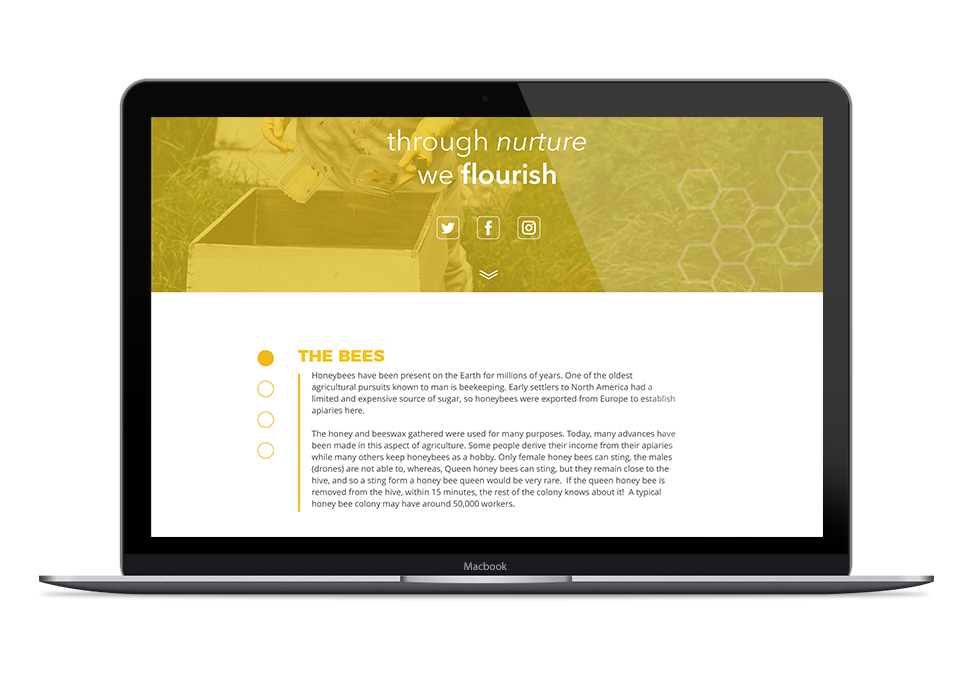 through nurture
we flourish
THE BEES
Honeybees have been present on the Earth for millions of years. One of the oldest
agricultural pursuits known to man is beekeeping. Early settlers to North America had a
limited and expensive source of sugar, so honeybees were exported from Europe to establish
apiaries here.
The honey and beeswax gathered were used for many purposes. Today, many advances have
been made in this aspect of agriculture. Some people derive their income from their apiaries
while many others keep honeybees as a hobby. Only female honey bees can sting, the males
(drones) are not able to, whereas, Queen honey bees can sting, but they remain close to the
hive, and so a sting form a honey bee queen would be very rare.  If the queen honey bee is
removed from the hive, within 15 minutes, the rest of the colony knows about it!  A typical
honey bee colony may have around 50,000 workers.
Macbook